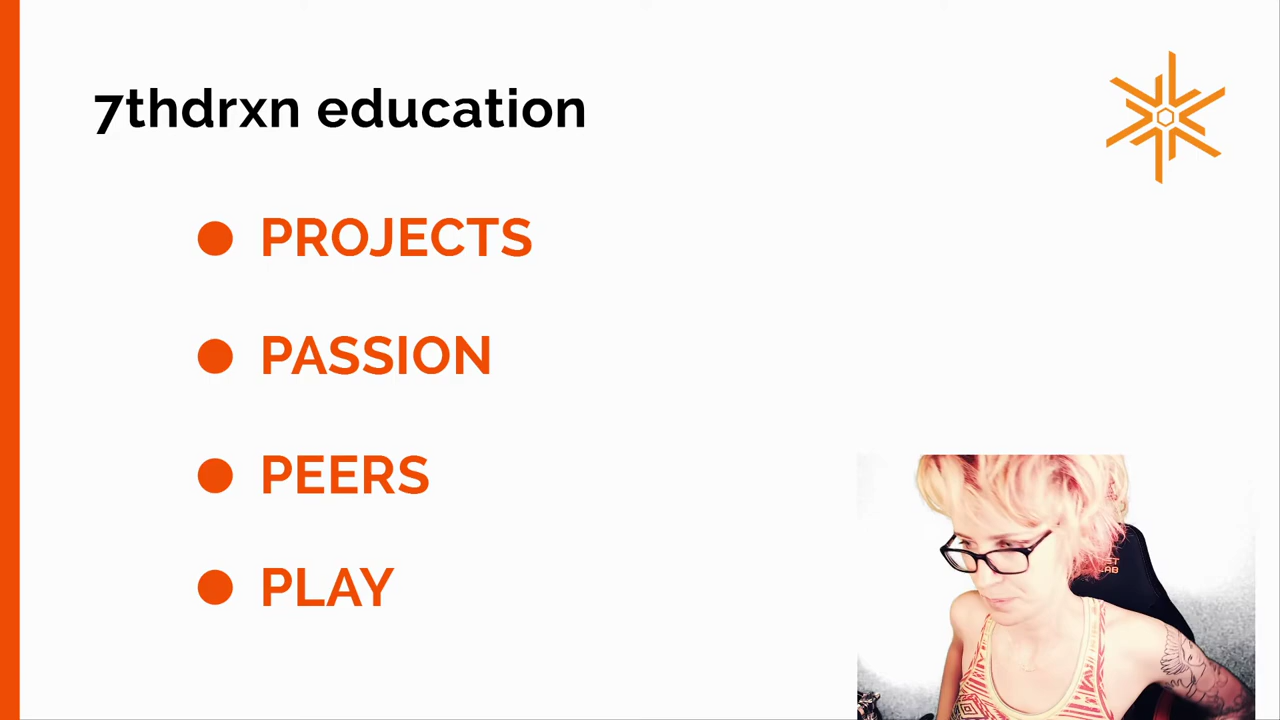 7thdrxn education
PROJECTS
PASSION
PEERS
PLAY